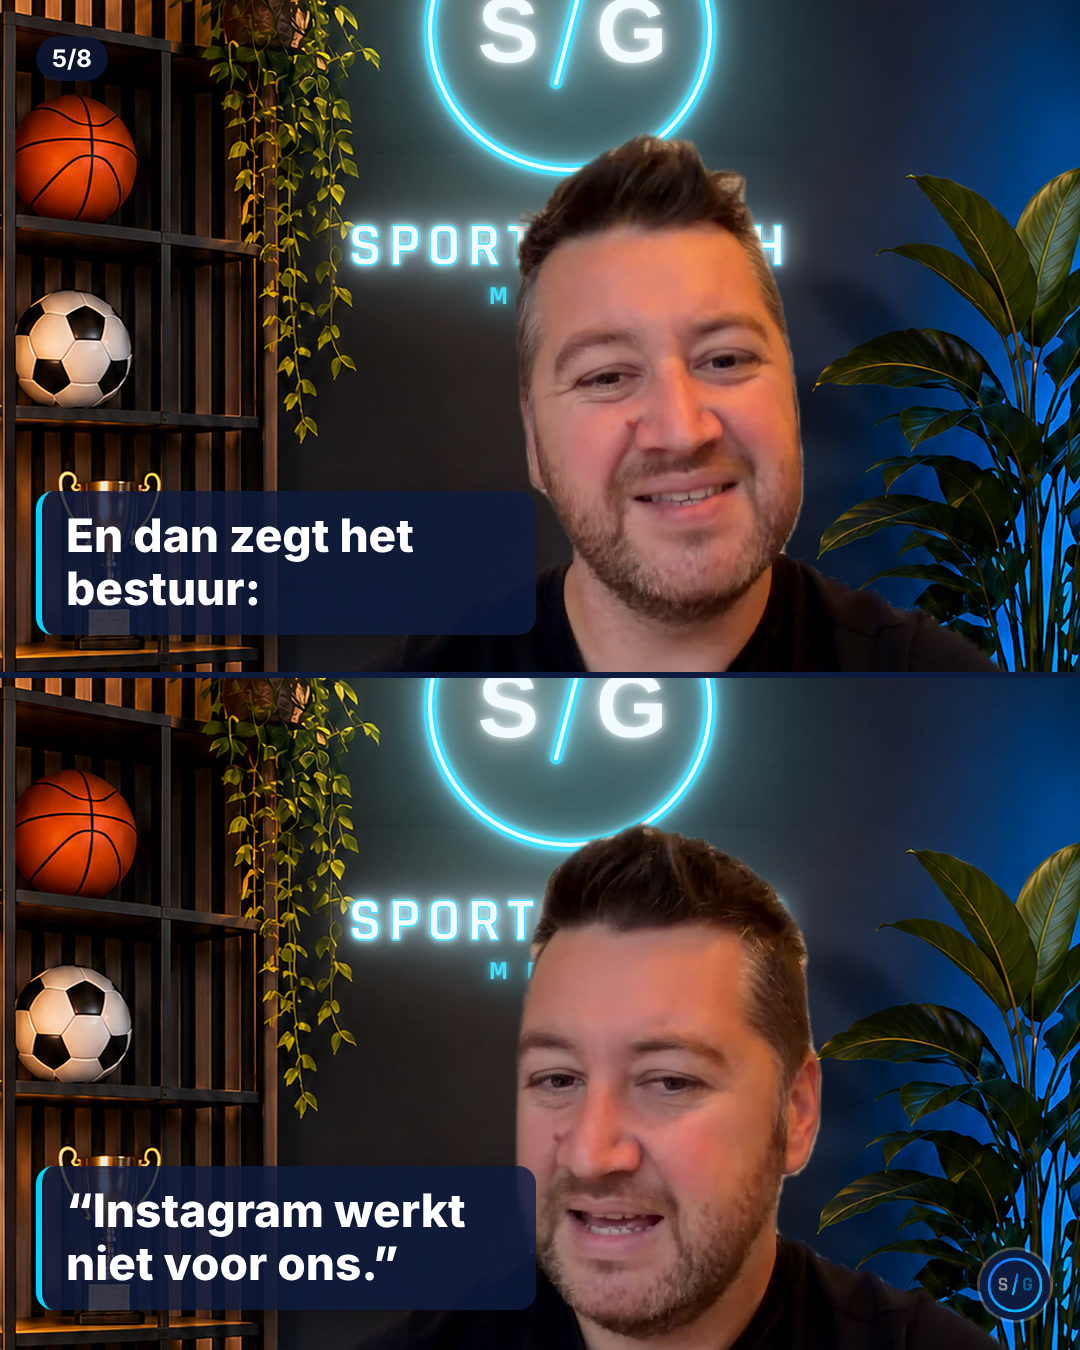 S/G
5/8
SPORT H
M
En dan zegt het
bestuur:
S/G
SPORT
M
“Instagram werkt
niet voor ons.”
S/G